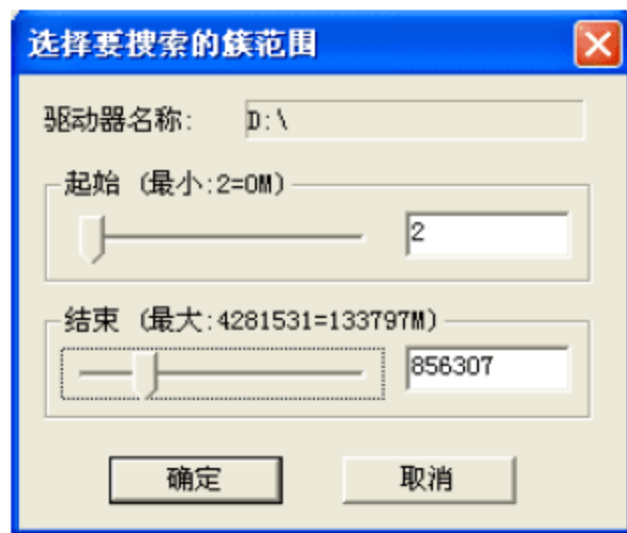 选择要搜索的簇范围
驱动器名称: D:\
起始 (最小:2=0M)
2
结束 (最大:4281531=133797M)
856307
确定 取消